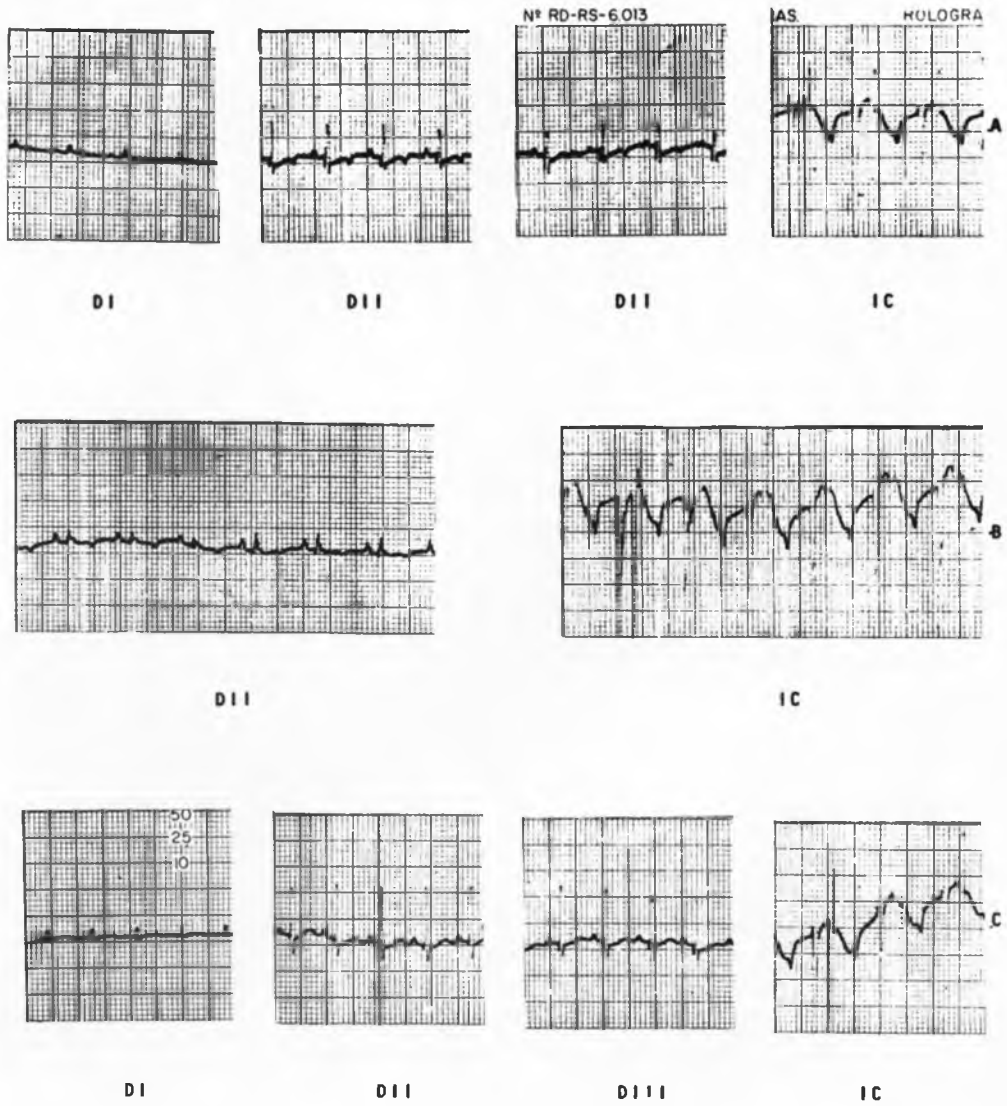 Nº RD-RS-6.013
IAS. HOLOGRA
A
DI DII DII IC
B
DII IC
50
25
10
C
DI DII DIII IC